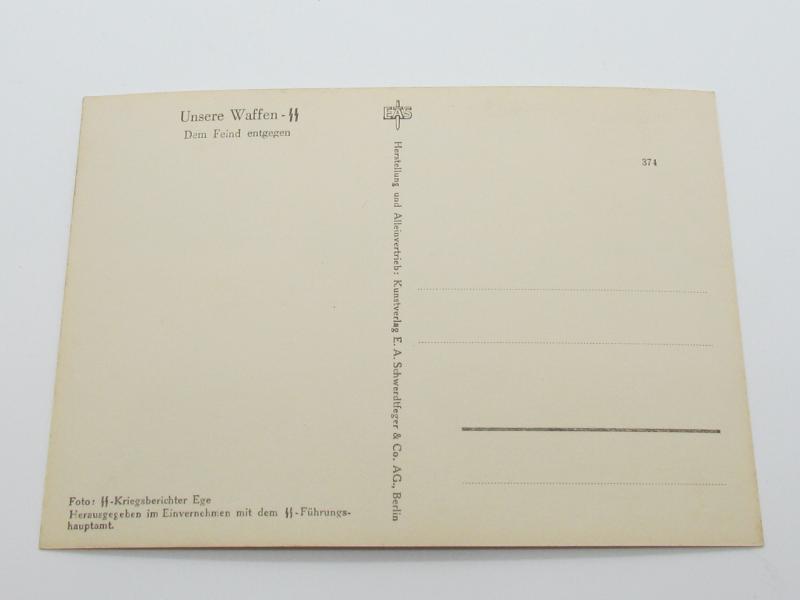 Unsere Waffen-ᛋᛋ
Dem Feind entgegen
EAS
Herstellung und Alleinvertrieb: Kunstverlag E. A. Schwerdtfeger & Co. AG., Berlin
374
Foto: ᛋᛋ-Kriegsberichter Ege
Herausgegeben im Einvernehmen mit dem ᛋᛋ-Führungs-
hauptamt.